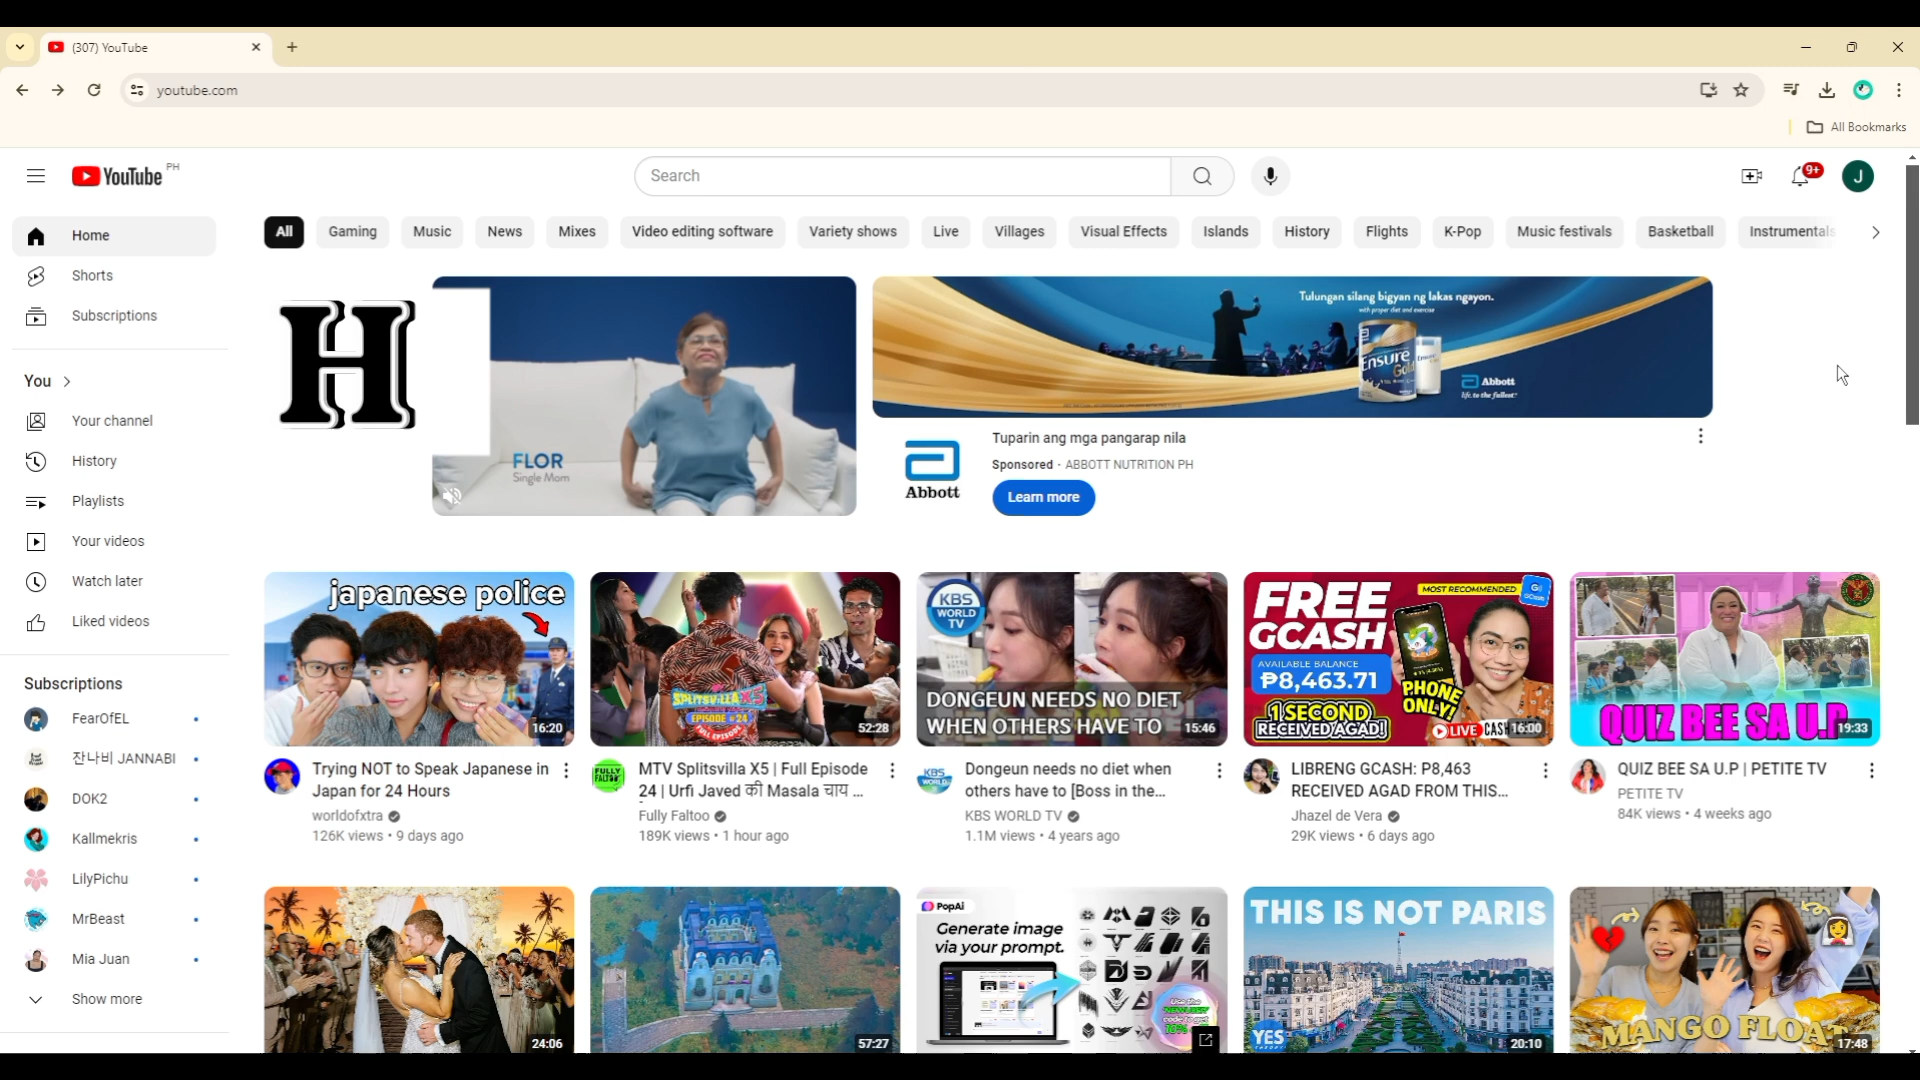 (307) YouTube
youtube.com
All Bookmarks
YouTube PH
Search
9+
J
Home
Shorts
Subscriptions
You
Your channel
History
Playlists
Your videos
Watch later
Liked videos
Subscriptions
FearOfEL
잔나비 JANNABI
DOK2
Kallmekris
LilyPichu
MrBeast
Mia Juan
Show more
All Gaming Music News Mixes Video editing software Variety shows Live Villages Visual Effects Islands History Flights K-Pop Music festivals Basketball Instrumentals
H
FLOR
Single Mom
Tulungan silang bigyan ng lakas ngayon.
with proper diet and exercise
Ensure
Gold
Abbott
life. to the fullest.
Abbott
Tuparin ang mga pangarap nila
Sponsored · ABBOTT NUTRITION PH
Learn more
japanese police
16:20
Trying NOT to Speak Japanese in
Japan for 24 Hours
worldofxtra
126K views • 9 days ago
SPLITSVILLA X5
EPISODE #24
FULL EPISODE
52:28
FULLY
FALTOO
MTV Splitsvilla X5 | Full Episode
24 | Urfi Javed की Masala चाय ...
Fully Faltoo
189K views • 1 hour ago
KBS
WORLD
TV
DONGEUN NEEDS NO DIET
WHEN OTHERS HAVE TO
15:46
KBS
WORLD
Dongeun needs no diet when
others have to [Boss in the...
KBS WORLD TV
1.1M views • 4 years ago
FREE
GCASH
MOST RECOMMENDED
GCash
AVAILABLE BALANCE
₱8,463.71
PHONE
ONLY!
1 SECOND
RECEIVED AGAD!
LIVE CASH
16:00
LIBRENG GCASH: P8,463
RECEIVED AGAD FROM THIS...
Jhazel de Vera
29K views • 6 days ago
QUIZ BEE SA U.P
19:33
QUIZ BEE SA U.P | PETITE TV
PETITE TV
84K views • 4 weeks ago
24:06
57:27
PopAi
Generate image
via your prompt.
THIS IS NOT PARIS
YES
20:10
MANGO FLOAT
17:48